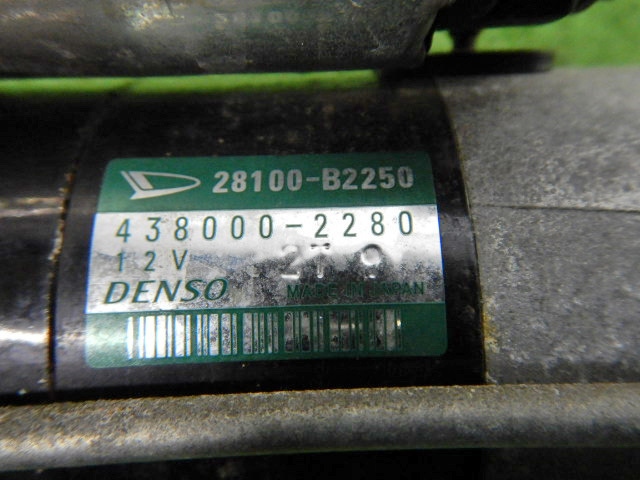 28100-B2250
438000-2280
12V
DENSO MADE IN JAPAN